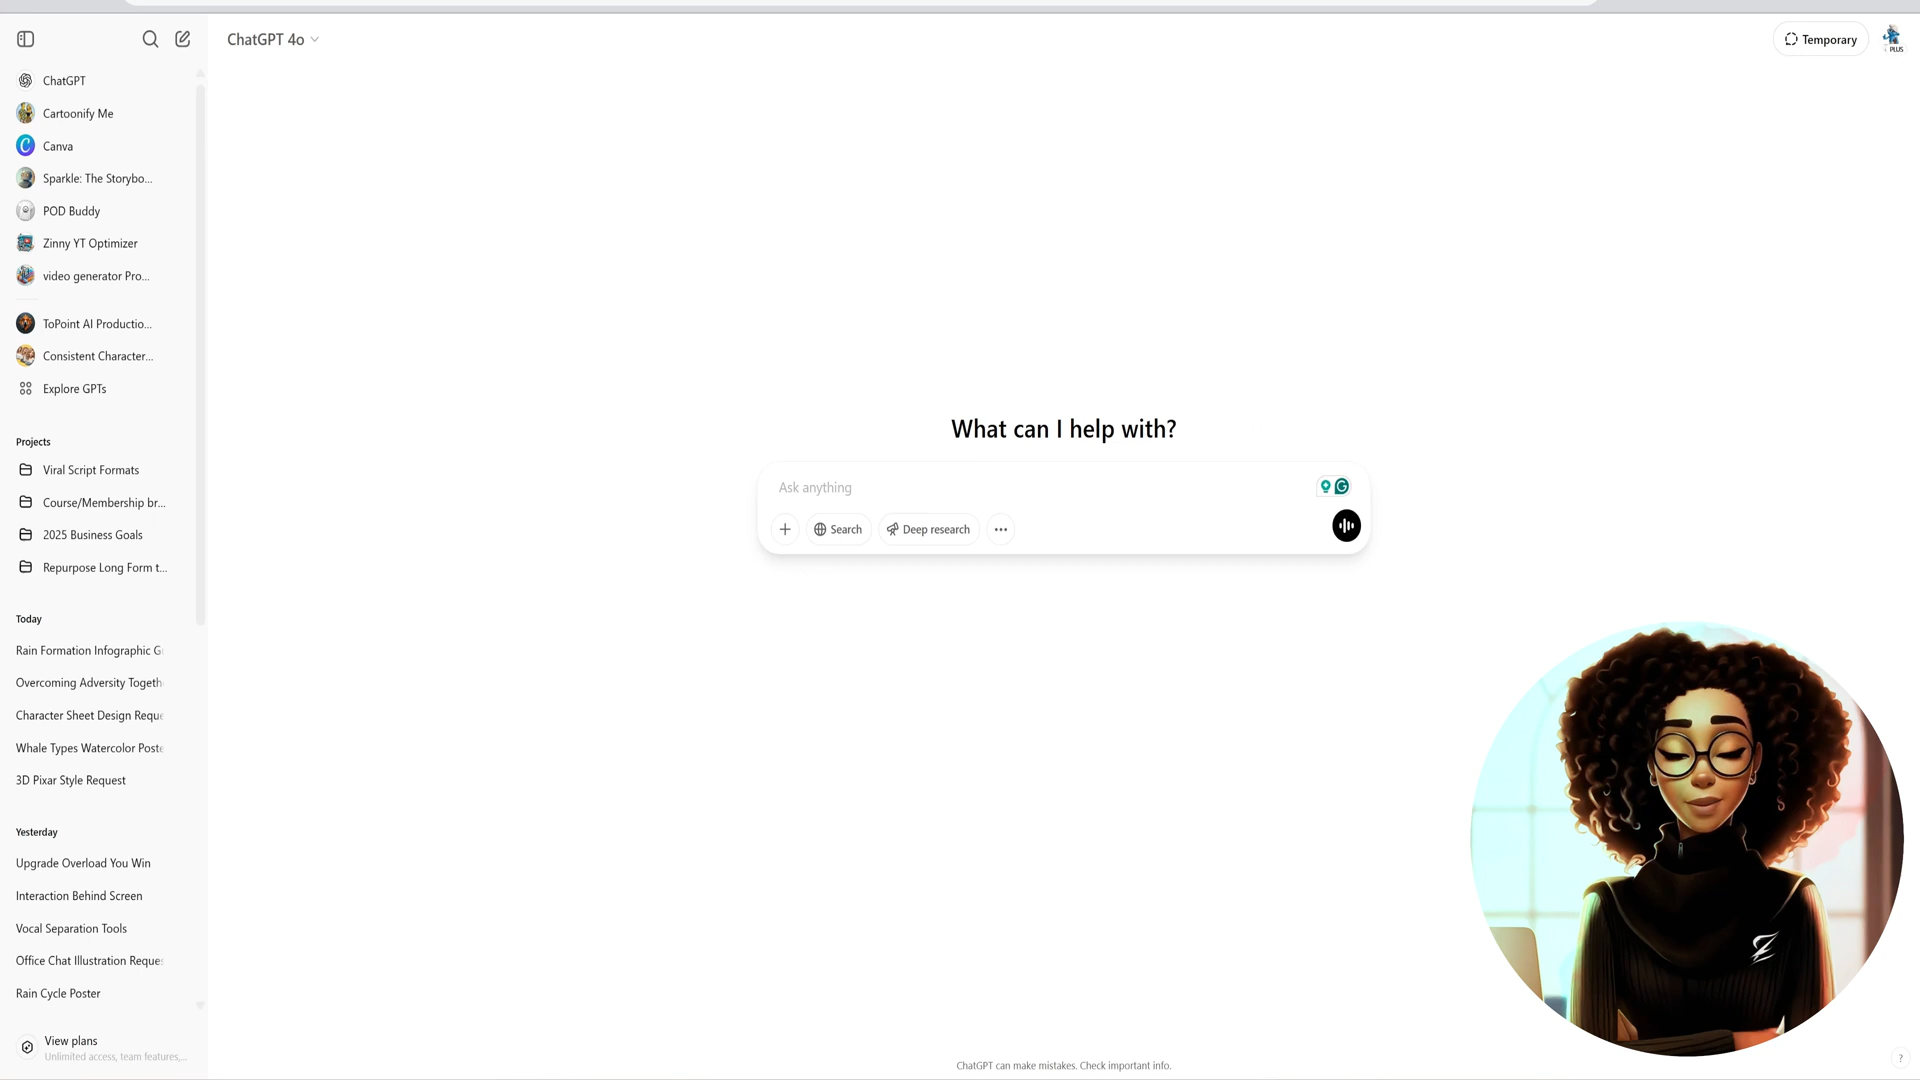 ChatGPT 4o
Temporary
PLUS
ChatGPT
Cartoonify Me
Canva
Sparkle: The Storybo...
POD Buddy
Zinny YT Optimizer
video generator Pro...
ToPoint AI Productio...
Consistent Character...
Explore GPTs
Projects
Viral Script Formats
Course/Membership br...
2025 Business Goals
Repurpose Long Form t...
Today
Rain Formation Infographic G
Overcoming Adversity Togeth
Character Sheet Design Reque
Whale Types Watercolor Poste
3D Pixar Style Request
Yesterday
Upgrade Overload You Win
Interaction Behind Screen
Vocal Separation Tools
Office Chat Illustration Reques
Rain Cycle Poster
View plans
Unlimited access, team features,...
What can I help with?
Ask anything
Search
Deep research
ChatGPT can make mistakes. Check important info.
?